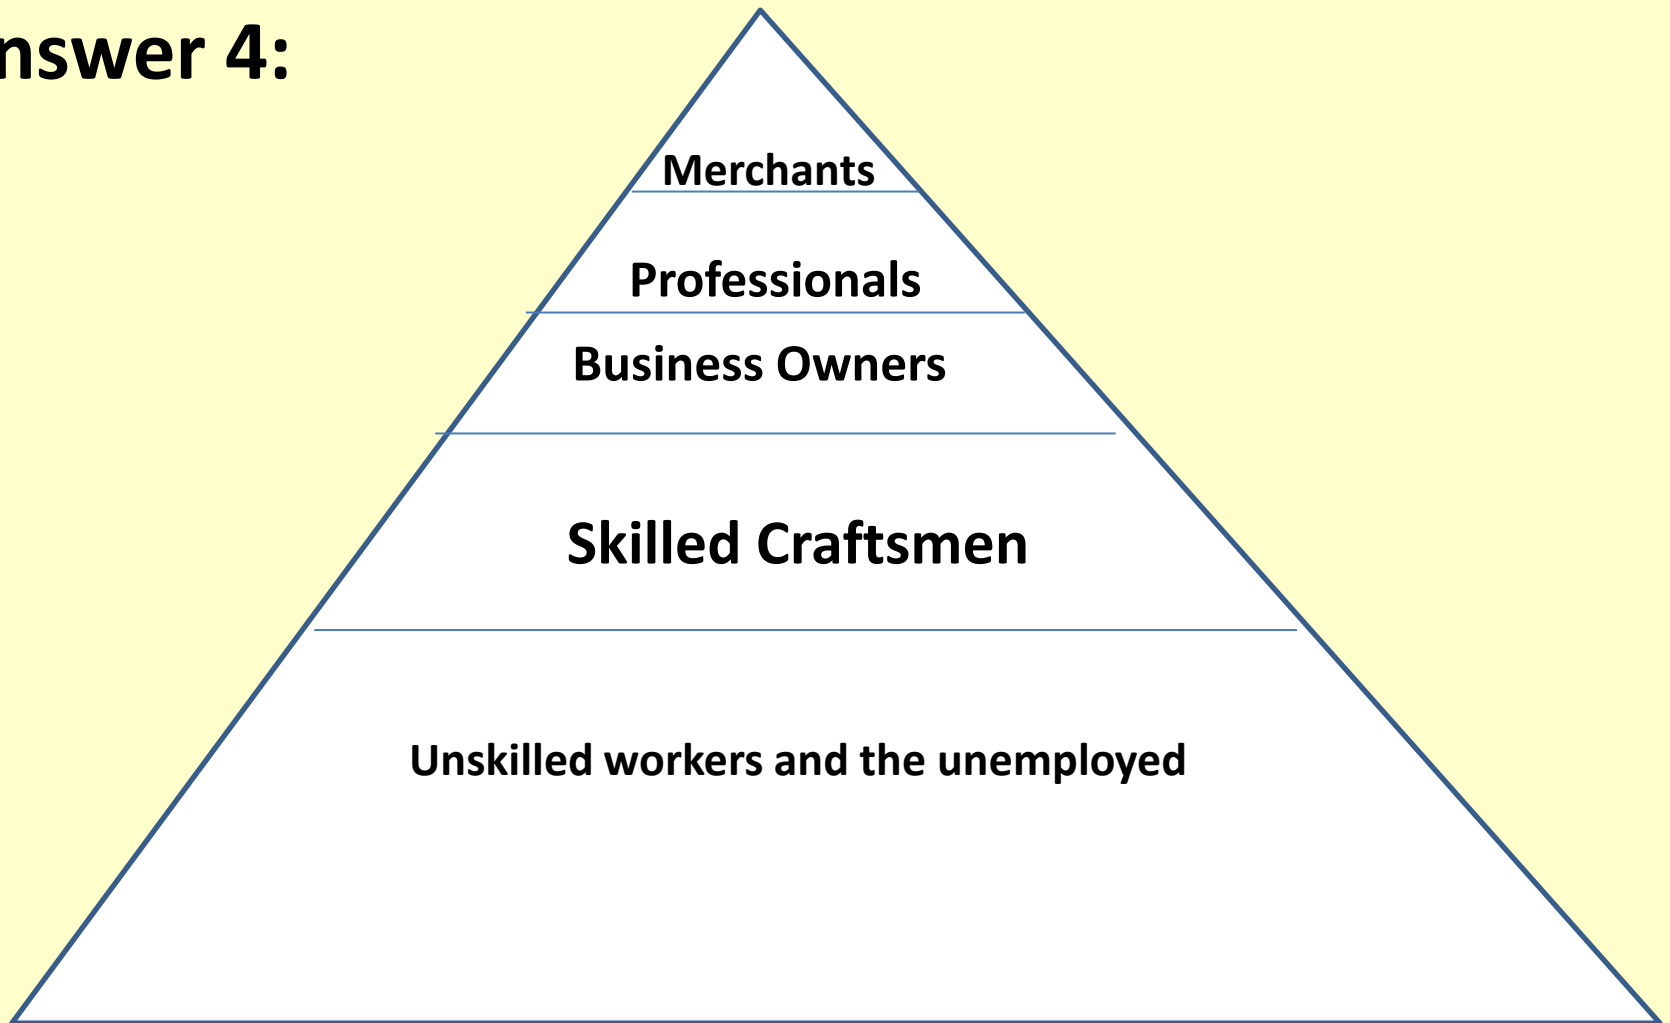 nswer 4:
Merchants
Professionals
Business Owners
Skilled Craftsmen
Unskilled workers and the unemployed